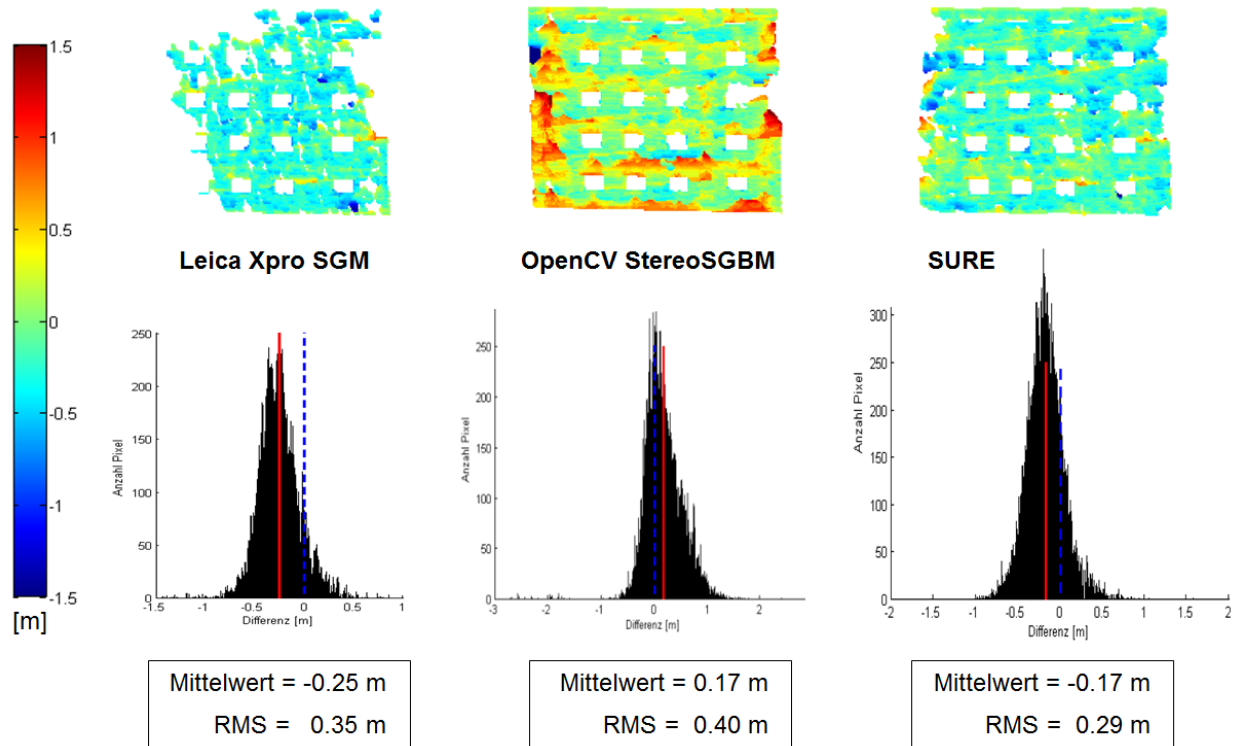 1.5
1
0.5
0
-0.5
-1
-1.5
[m]
Leica Xpro SGM
OpenCV StereoSGBM
SURE
250
200
150
100
50
0
Anzahl Pixel
-1.5
-1
-0.5
0
0.5
1
Differenz [m]
250
200
150
100
50
0
Anzahl Pixel
-3
-2
-1
0
1
2
Differenz [m]
300
250
200
150
100
50
0
Anzahl Pixel
-2
-1.5
-1
-0.5
0
0.5
1
1.5
2
Differenz [m]
Mittelwert = -0.25 m
RMS = 0.35 m
Mittelwert = 0.17 m
RMS = 0.40 m
Mittelwert = -0.17 m
RMS = 0.29 m